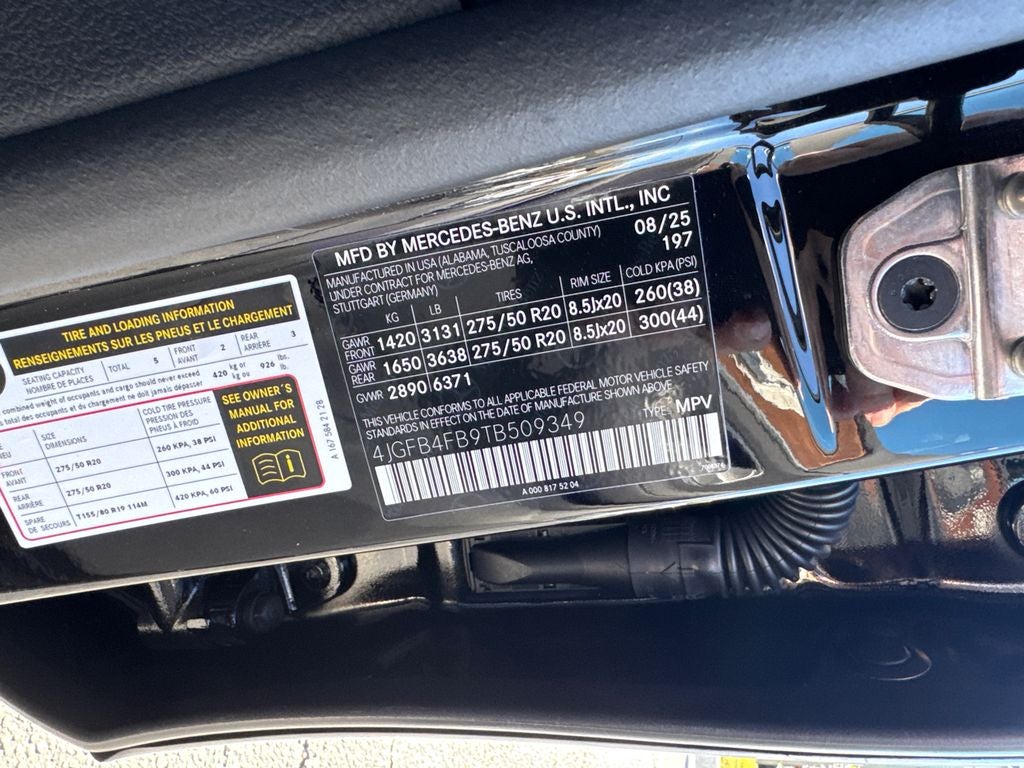 TIRE AND LOADING INFORMATION
RENSEIGNEMENTS SUR LES PNEUS ET LE CHARGEMENT
SEATING CAPACITY
NOMBRE DE PLACES
TOTAL 5
FRONT
AVANT 2
REAR
ARRIÈRE 3
combined weight of occupants and cargo should never exceed
total des occupants et du chargement ne doit jamais dépasser
420 kg or
kg ou
926 lbs.
lb.
SIZE
DIMENSIONS
COLD TIRE PRESSURE
PRESSION DES
PNEUS À FROID
FRONT
AVANT
275/50 R20
260 KPA, 38 PSI
REAR
ARRIÈRE
275/50 R20
300 KPA, 44 PSI
SPARE
DE SECOURS
T155/80 R19 114M
420 KPA, 60 PSI
SEE OWNER'S
MANUAL FOR
ADDITIONAL
INFORMATION
A 167 584 21 28
MFD BY MERCEDES-BENZ U.S. INTL., INC
MANUFACTURED IN USA (ALABAMA, TUSCALOOSA COUNTY)
UNDER CONTRACT FOR MERCEDES-BENZ AG,
STUTTGART (GERMANY)
08/25
197
KG LB TIRES RIM SIZE COLD KPA (PSI)
GAWR
FRONT 1420 3131 275/50 R20 8.5Jx20 260(38)
GAWR
REAR 1650 3638 275/50 R20 8.5Jx20 300(44)
GVWR 2890 6371
THIS VEHICLE CONFORMS TO ALL APPLICABLE FEDERAL MOTOR VEHICLE SAFETY
STANDARDS IN EFFECT ON THE DATE OF MANUFACTURE SHOWN ABOVE.
4JGFB4FB9TB509349 TYPE: MPV
A 000 817 52 04